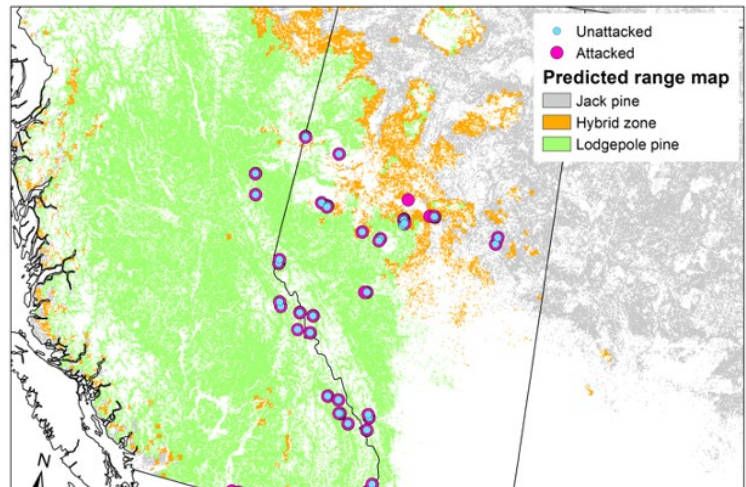 Unattacked
Attacked
Predicted range map
Jack pine
Hybrid zone
Lodgepole pine
N